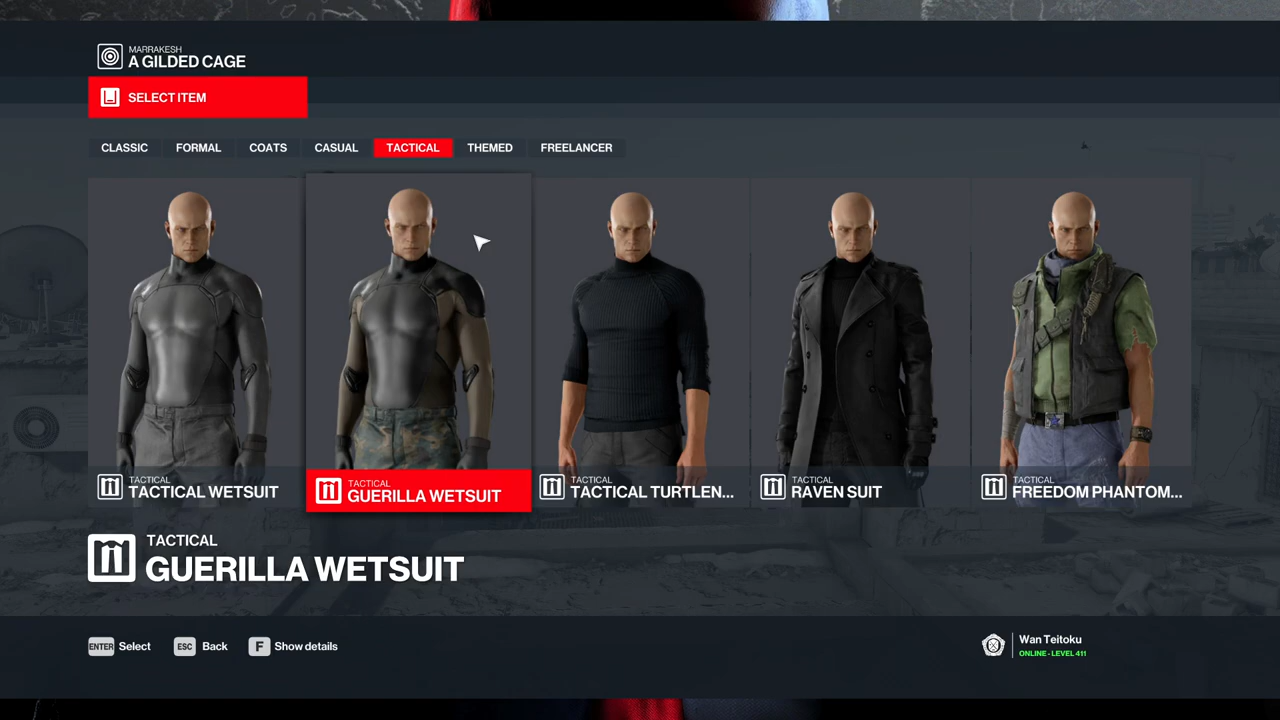 MARRAKESH
A GILDED CAGE
SELECT ITEM
CLASSIC FORMAL COATS CASUAL TACTICAL THEMED FREELANCER
TACTICAL
TACTICAL WETSUIT
TACTICAL
GUERILLA WETSUIT
TACTICAL
TACTICAL TURTLEN...
TACTICAL
RAVEN SUIT
TACTICAL
FREEDOM PHANTOM...
TACTICAL
GUERILLA WETSUIT
ENTER Select ESC Back F Show details
Wan Teitoku
ONLINE - LEVEL 411